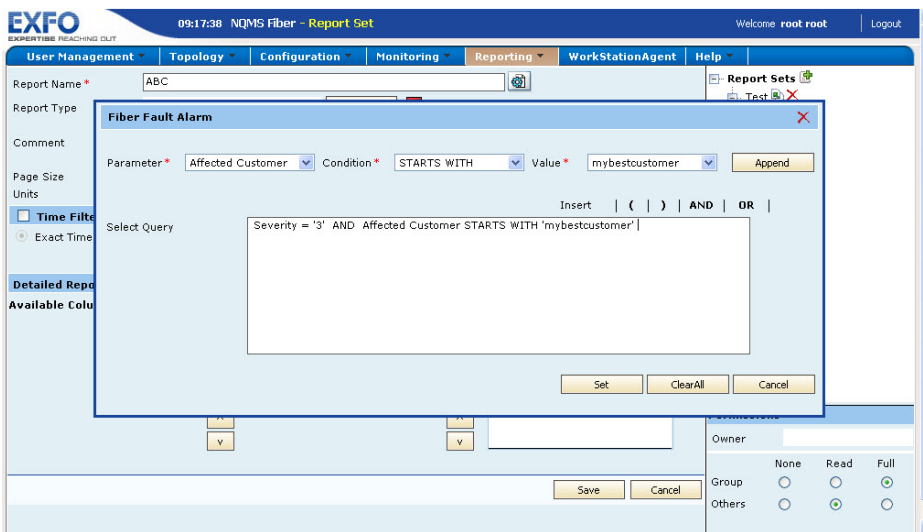 EXFO
EXPERTISE REACHING OUT
09:17:38 NQMS Fiber - Report Set
Welcome root root
Logout
User Management Topology Configuration Monitoring Reporting WorkStationAgent Help
Report Name * ABC
Report Sets
Test
Report Type
Fiber Fault Alarm
Comment
Parameter * Affected Customer Condition * STARTS WITH Value * mybestcustomer Append
Page Size
Units
Insert | ( | ) | AND | OR |
Time Filte
Select Query
Severity = '3' AND Affected Customer STARTS WITH 'mybestcustomer'
Exact Time
Detailed Repo
Available Colu
Set ClearAll Cancel
v v
Owner
None Read Full
Group
Save Cancel
Others